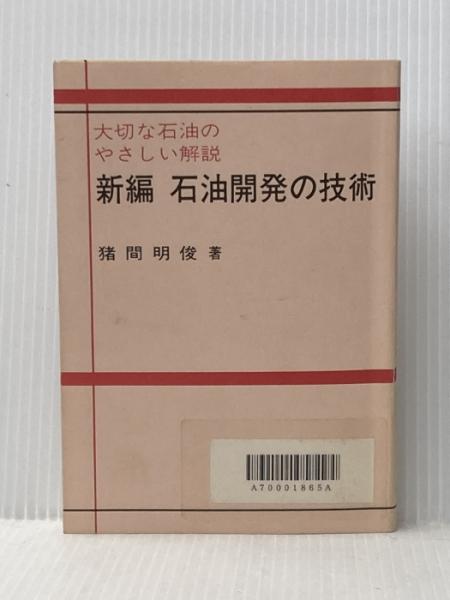 大切な石油の
やさしい解説
新編 石油開発の技術
猪間明俊 著
A70001865A